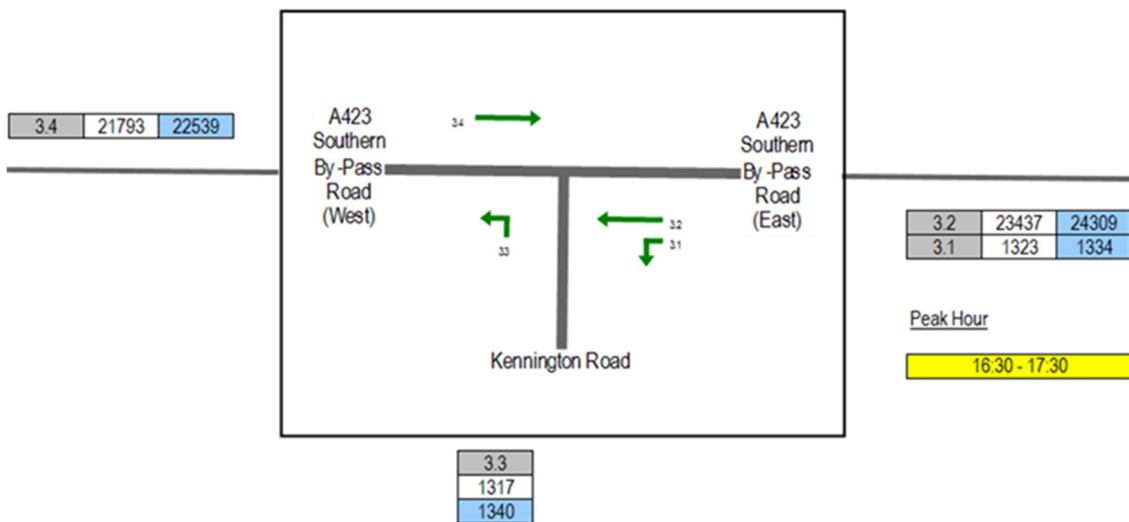 3.4 21793 22539
A423
Southern
By -Pass
Road
(West)
3.4
A423
Southern
By -Pass
Road
(East)
3.3
3.2
3.1
Kennington Road
3.2 23437 24309
3.1 1323 1334
Peak Hour
16:30 - 17:30
3.3
1317
1340